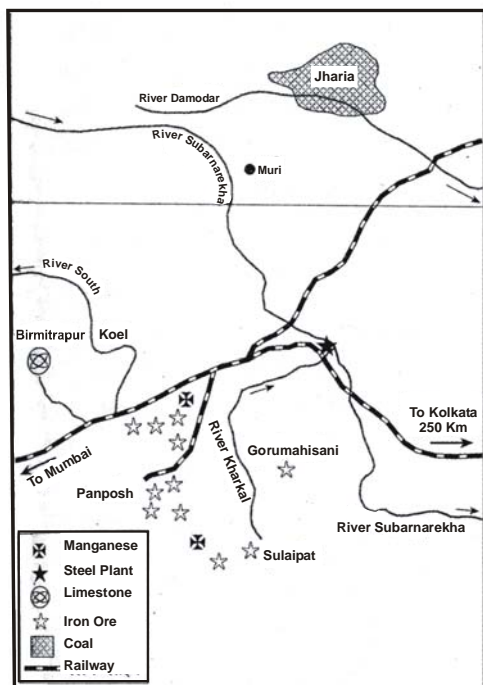 Jharia
River Damodar
River Subarnarekha
Muri
River South
Koel
Birmitrapur
To Kolkata
250 Km
To Mumbai
River Kharkal
Gorumahisani
Panposh
River Subarnarekha
Sulaipat
Manganese
Steel Plant
Limestone
Iron Ore
Coal
Railway